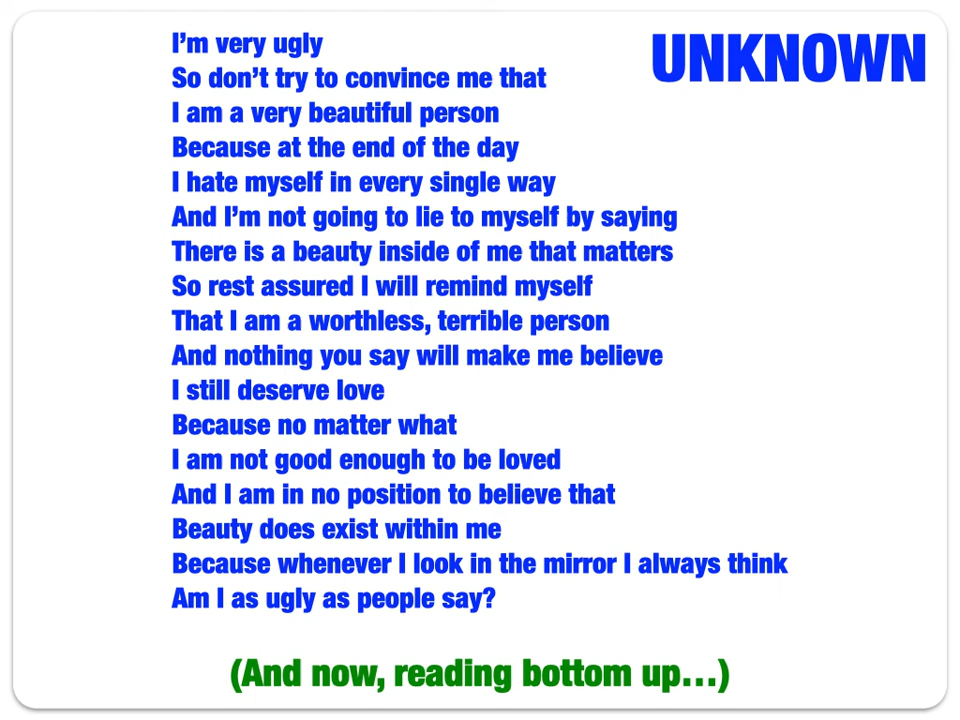 UNKNOWN
I'm very ugly
So don't try to convince me that
I am a very beautiful person
Because at the end of the day
I hate myself in every single way
And I'm not going to lie to myself by saying
There is a beauty inside of me that matters
So rest assured I will remind myself
That I am a worthless, terrible person
And nothing you say will make me believe
I still deserve love
Because no matter what
I am not good enough to be loved
And I am in no position to believe that
Beauty does exist within me
Because whenever I look in the mirror I always think
Am I as ugly as people say?
(And now, reading bottom up...)